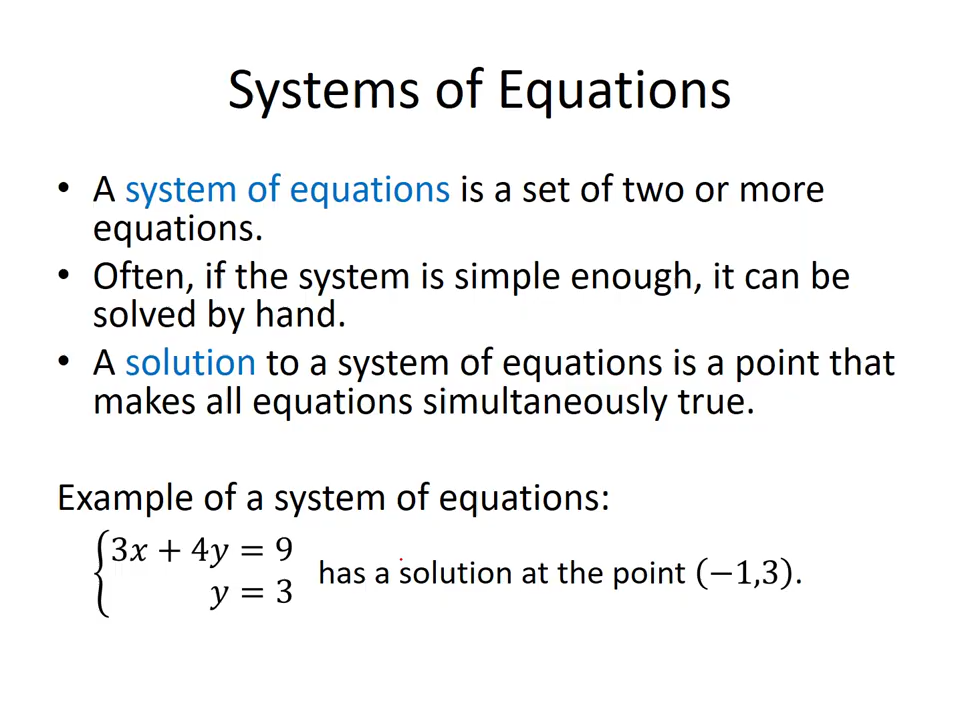 Systems of Equations
• A system of equations is a set of two or more
equations.
• Often, if the system is simple enough, it can be
solved by hand.
• A solution to a system of equations is a point that
makes all equations simultaneously true.
Example of a system of equations:
{3x + 4y = 9
y = 3
has a solution at the point (−1,3).